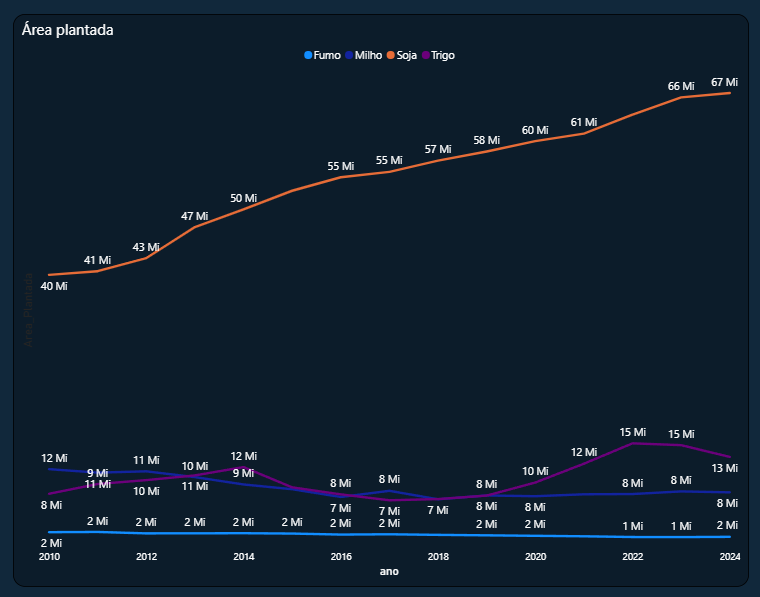 Área plantada
Fumo Milho Soja Trigo
67 Mi
66 Mi
61 Mi
60 Mi
58 Mi
57 Mi
55 Mi 55 Mi
50 Mi
47 Mi
43 Mi
41 Mi
40 Mi
Área_Plantada
15 Mi 15 Mi
12 Mi 11 Mi 12 Mi 12 Mi
9 Mi 10 Mi 9 Mi 10 Mi 13 Mi
11 Mi 10 Mi 11 Mi 8 Mi 8 Mi 8 Mi 8 Mi 8 Mi
8 Mi 7 Mi 7 Mi 7 Mi 8 Mi 8 Mi 8 Mi
2 Mi 2 Mi 2 Mi 2 Mi 2 Mi 2 Mi 2 Mi 2 Mi 2 Mi 1 Mi 1 Mi 2 Mi
2 Mi
2010 2012 2014 2016 2018 2020 2022 2024
ano